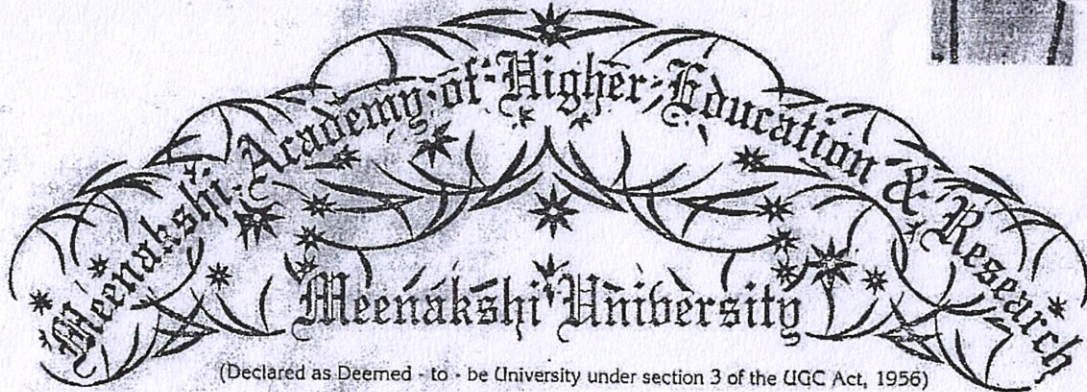 Meenakshi Academy of Higher Education & Research
Meenakshi University
(Declared as Deemed - to - be University under section 3 of the UGC Act, 1956)